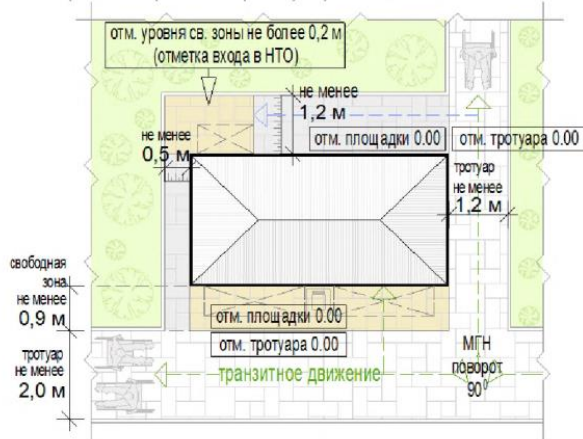 отм. уровня св. зоны не более 0,2 м
(отметка входа в НТО)
не менее
1,2 м
не менее
0,5 м
отм. площадки 0.00
отм. тротуара 0.00
тротуар
не менее
1,2 м
свободная
зона
не менее
0,9 м
отм. площадки 0.00
отм. тротуара 0.00
тротуар
не менее
2,0 м
транзитное движение
МГН
поворот
90⁰